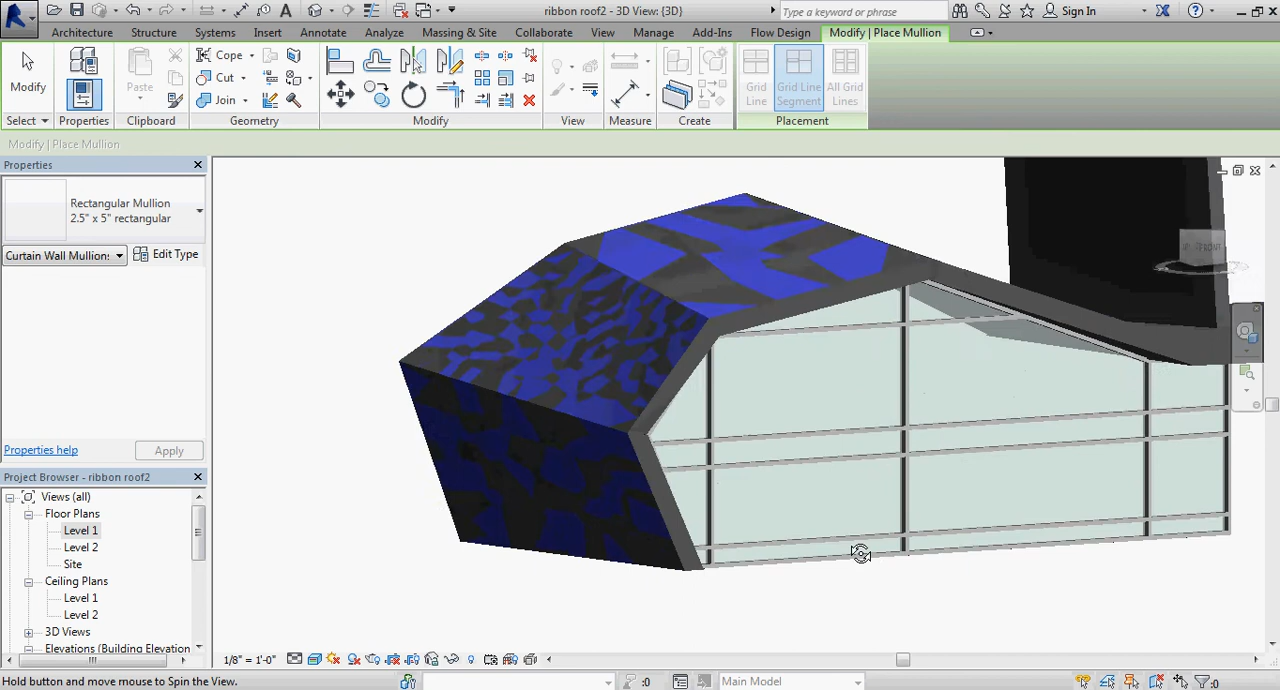 ribbon roof2 - 3D View: {3D}
Type a keyword or phrase
Sign In
Architecture Structure Systems Insert Annotate Analyze Massing & Site Collaborate View Manage Add-Ins Flow Design Modify | Place Mullion
Modify
Paste
Cope
Cut
Join
Grid Line
Grid Line Segment
All Grid Lines
Select Properties Clipboard Geometry Modify View Measure Create Placement
Modify | Place Mullion
Properties
Rectangular Mullion
2.5" x 5" rectangular
Curtain Wall Mullion: Edit Type
Properties help Apply
Project Browser - ribbon roof2
Views (all)
Floor Plans
Level 1
Level 2
Site
Ceiling Plans
Level 1
Level 2
3D Views
Elevations (Building Elevation
1/8" = 1'-0"
Hold button and move mouse to Spin the View.
:0
Main Model
:0